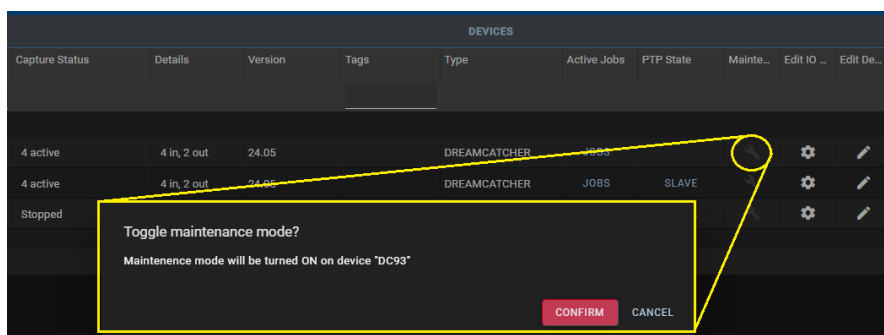 DEVICES
Capture Status Details Version Tags Type Active Jobs PTP State Mainte... Edit IO ... Edit De...
4 active 4 in, 2 out 24.05 DREAMCATCHER JOBS
4 active 4 in, 2 out 24.05 DREAMCATCHER JOBS SLAVE
Stopped
Toggle maintenance mode?
Maintenence mode will be turned ON on device "DC93"
CONFIRM CANCEL